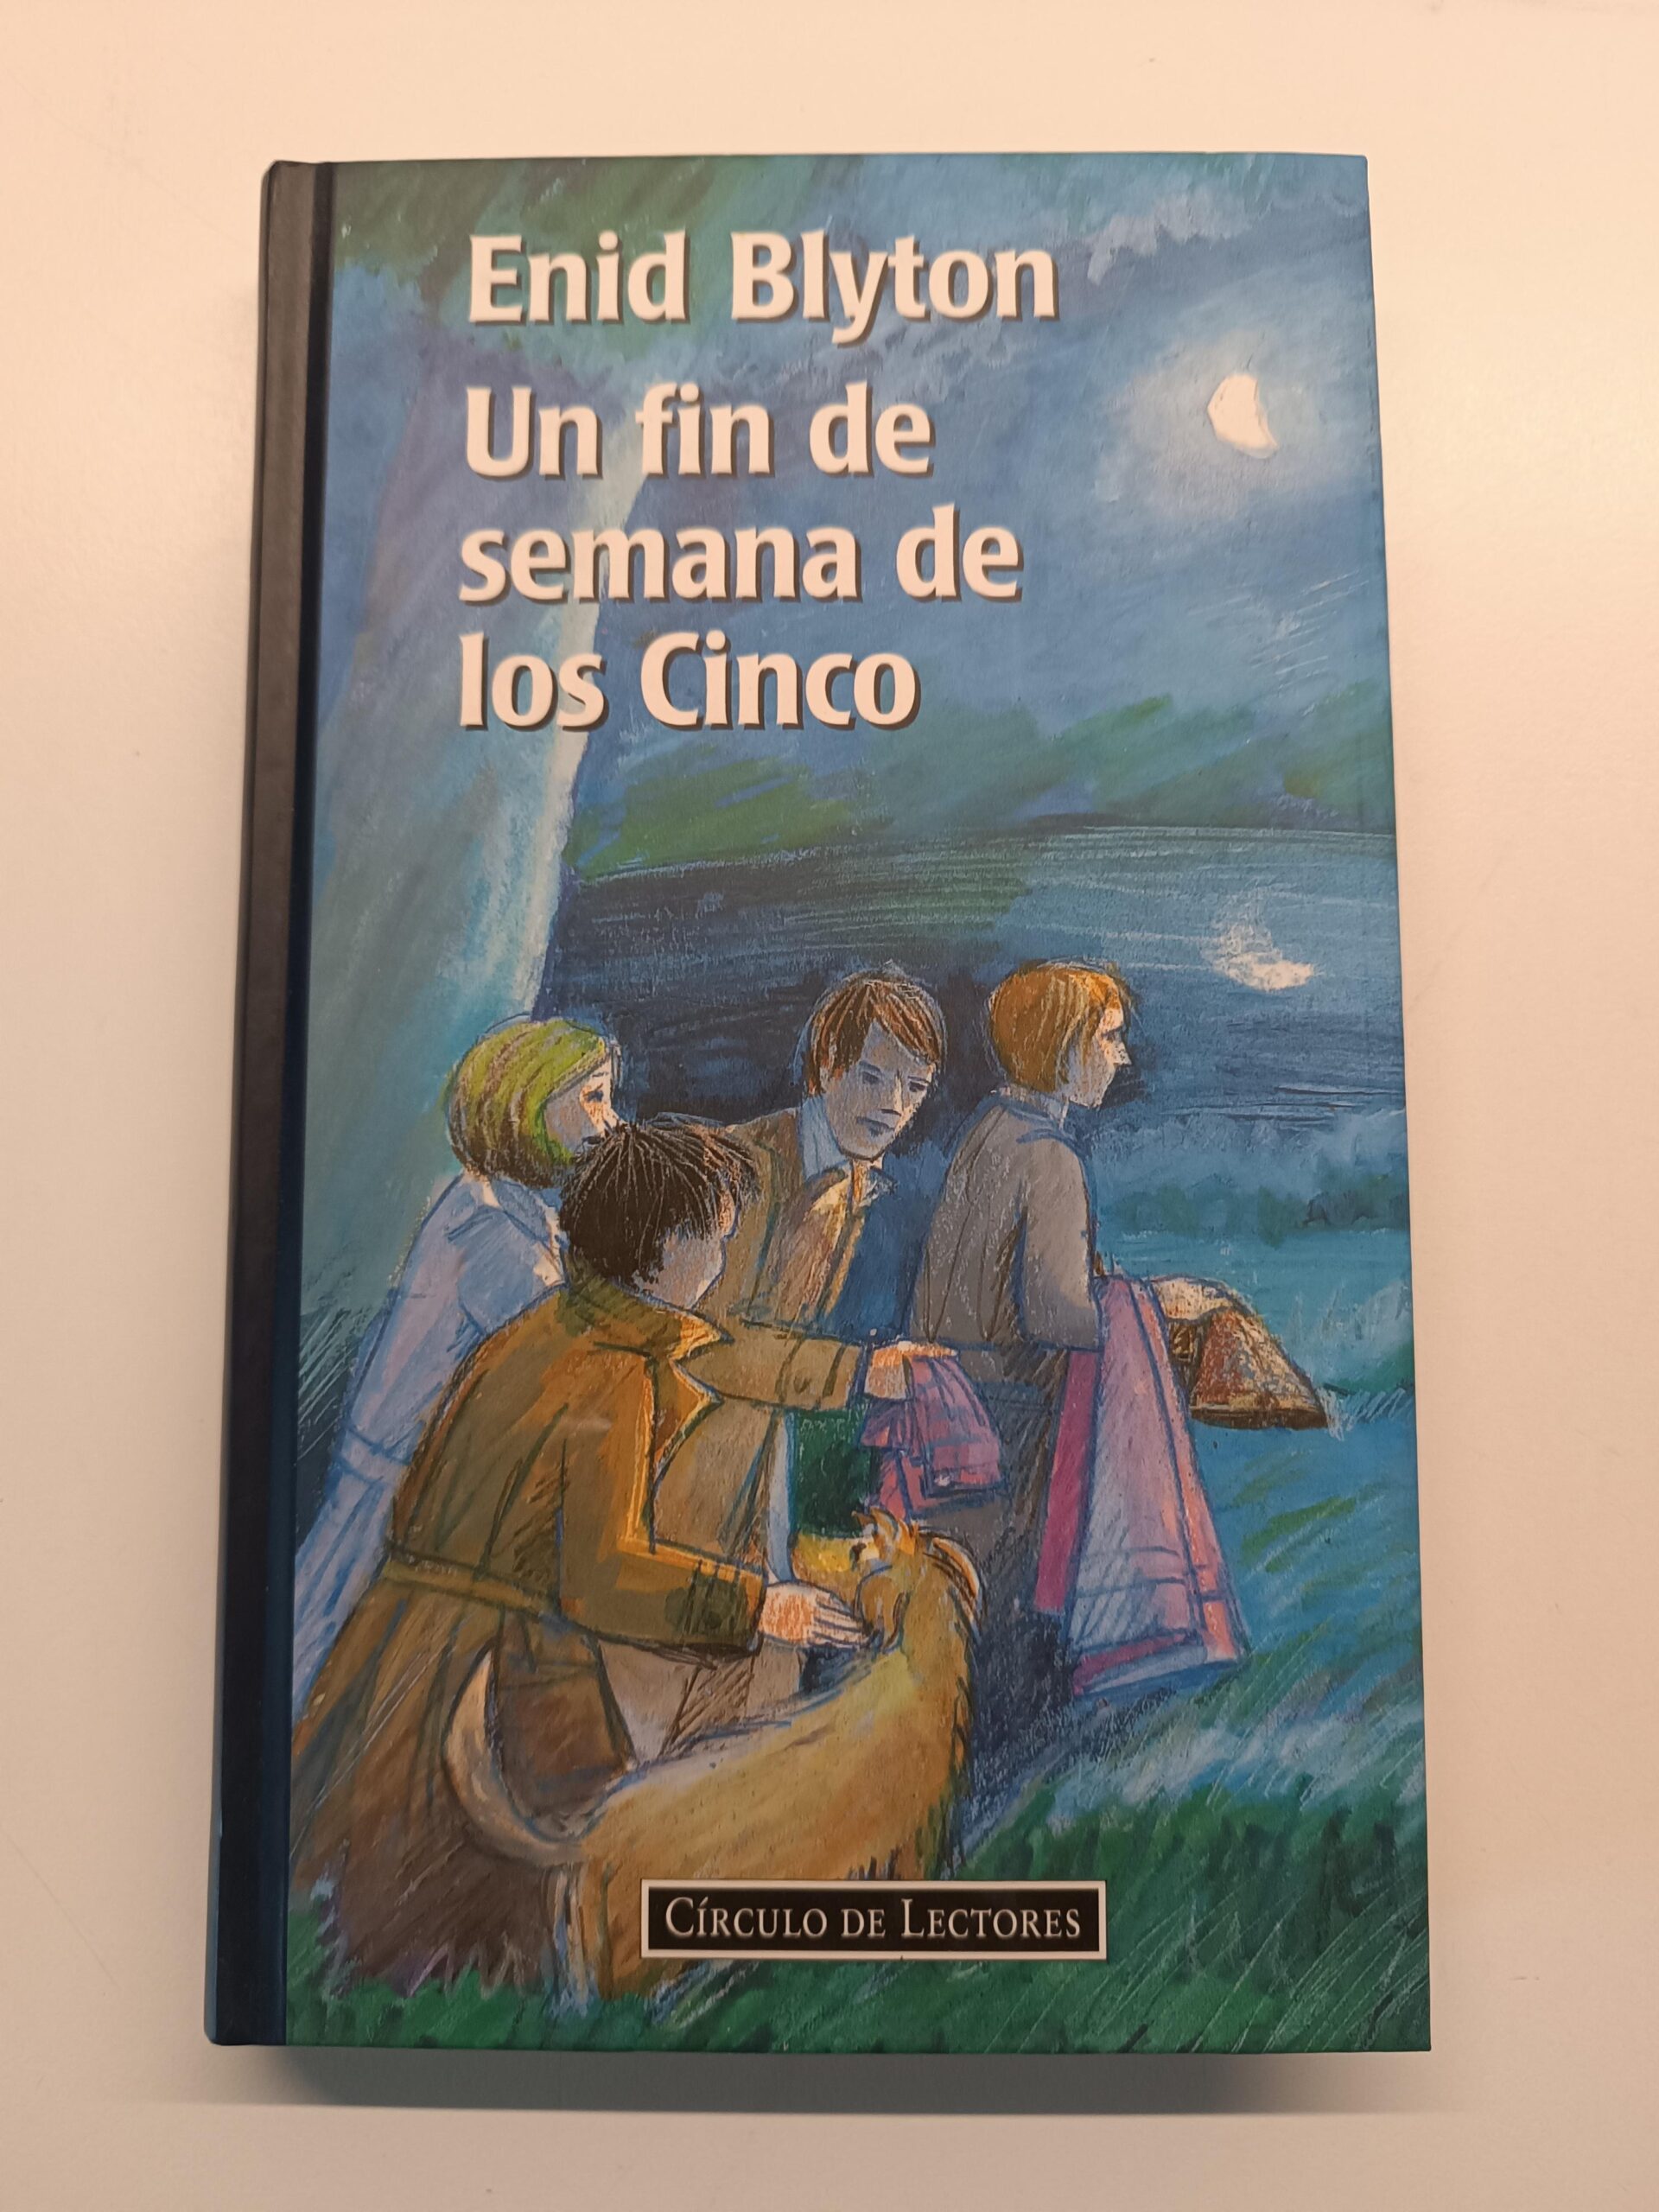 Enid Blyton
Un fin de
semana de
los Cinco
CÍRCULO DE LECTORES